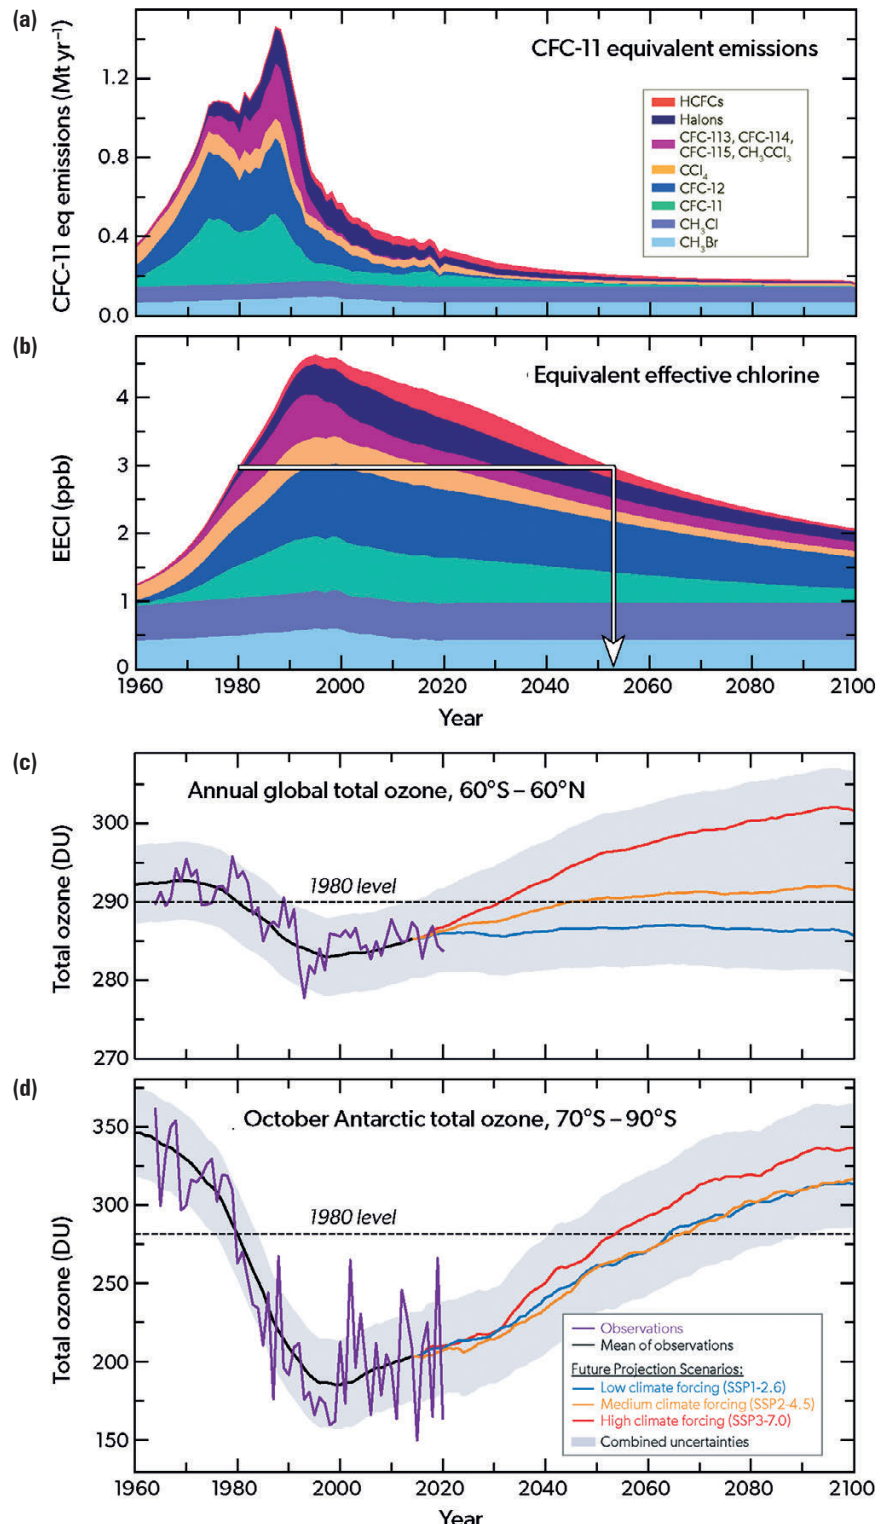 (a)
CFC-11 equivalent emissions
CFC-11 eq emissions (Mt yr⁻¹)
1.2
0.8
0.4
0.0
HCFCs
Halons
CFC-113, CFC-114,
CFC-115, CH₃CCl₃
CCl₄
CFC-12
CFC-11
CH₃Cl
CH₃Br
(b)
Equivalent effective chlorine
EECl (ppb)
4
3
2
1
0
1960 1980 2000 2020 2040 2060 2080 2100
Year
(c)
Annual global total ozone, 60°S – 60°N
Total ozone (DU)
300
290
280
270
1980 level
(d)
October Antarctic total ozone, 70°S – 90°S
Total ozone (DU)
350
300
250
200
150
1980 level
Observations
Mean of observations
Future Projection Scenarios:
Low climate forcing (SSP1-2.6)
Medium climate forcing (SSP2-4.5)
High climate forcing (SSP3-7.0)
Combined uncertainties
1960 1980 2000 2020 2040 2060 2080 2100
Year